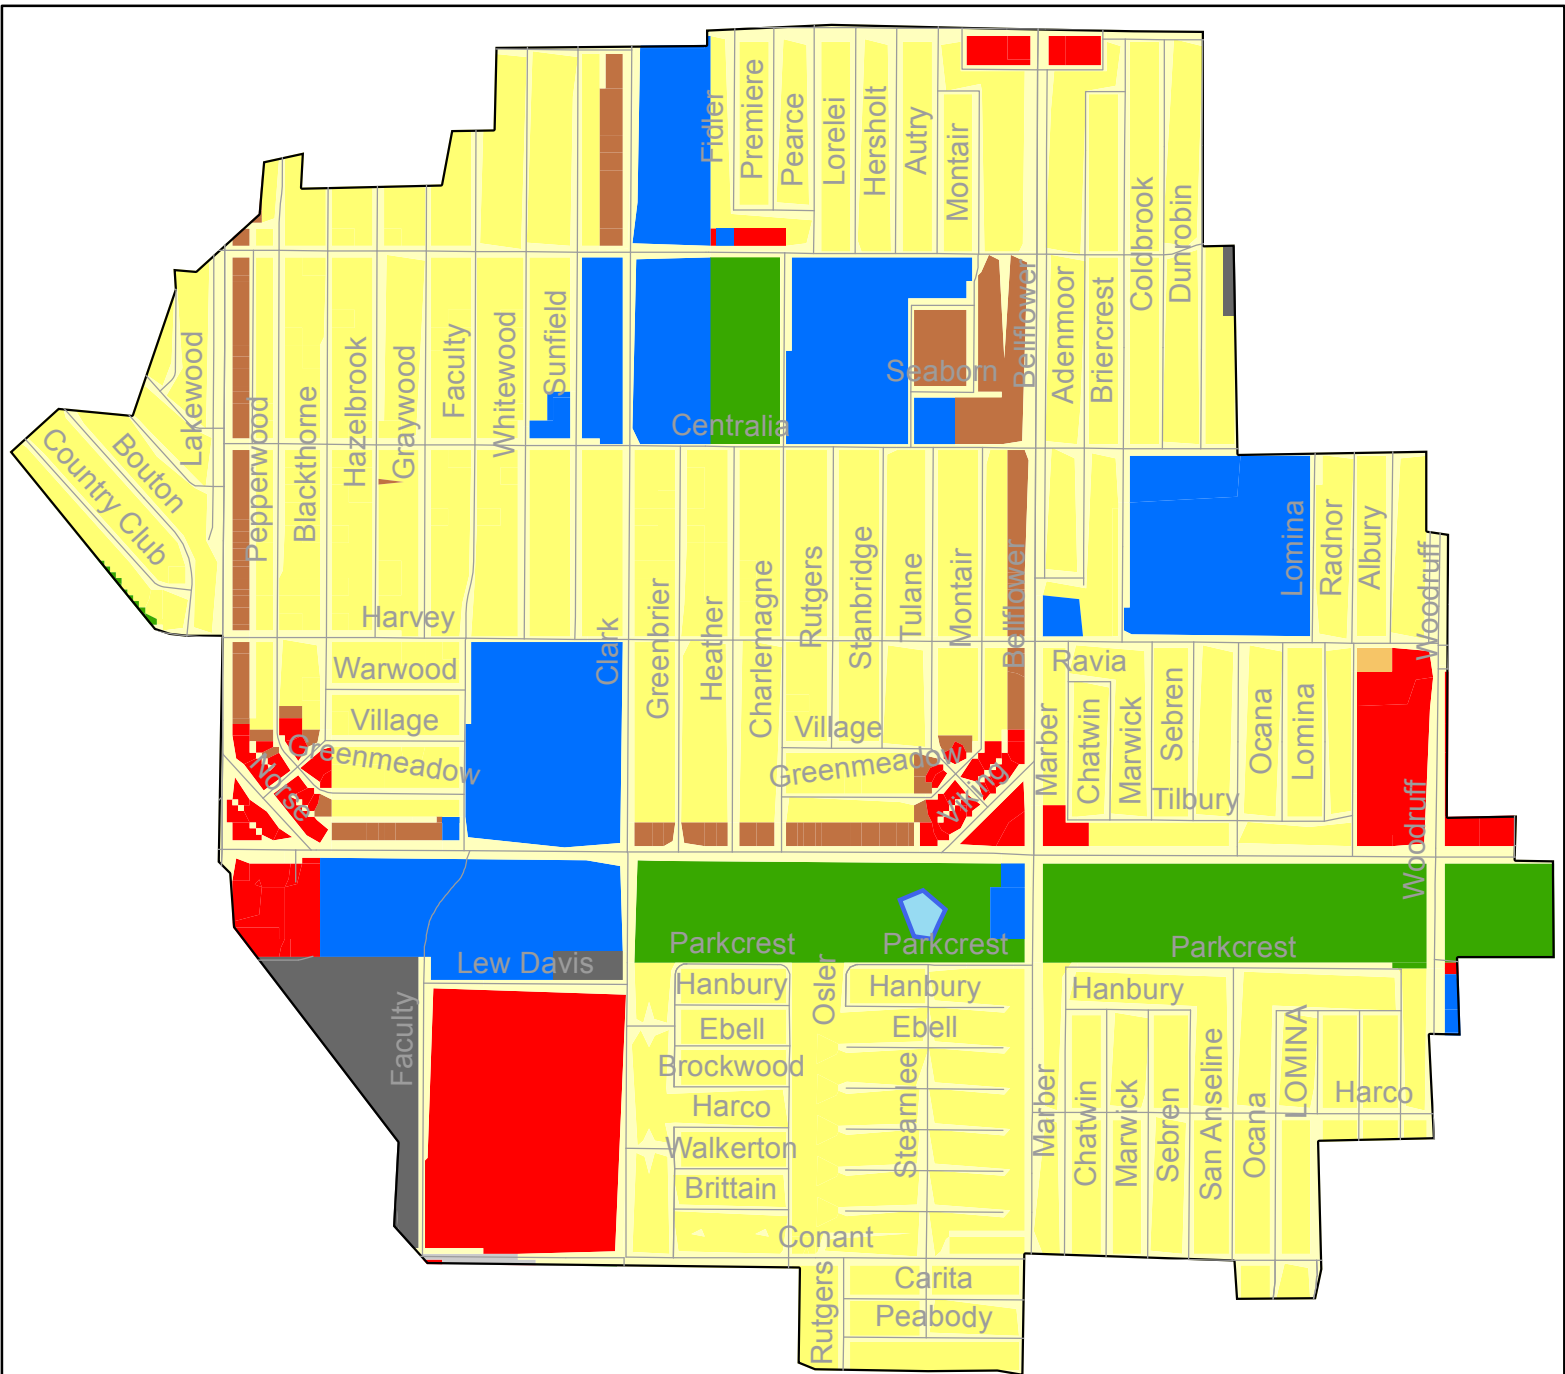 Fidler
Premiere
Pearce
Lorelei
Hersholt
Autry
Montair
Coldbrook
Dunrobin
Lakewood
Pepperwood
Blackthorne
Hazelbrook
Graywood
Faculty
Whitewood
Sunfield
Centralia
Seaborn
Bellflower
Adenmoor
Briercrest
Country Club
Bouton
Harvey
Clark
Greenbrier
Heather
Charlemagne
Rutgers
Stanbridge
Tulane
Montair
Bellflower
Lomina
Radnor
Albury
Woodruff
Warwood
Village
Greenmeadow
Norse
Village
Greenmeadow
Viking
Ravia
Marber
Chatwin
Marwick
Sebren
Ocana
Lomina
Tilbury
Woodruff
Lew Davis
Parkcrest
Parkcrest
Parkcrest
Faculty
Hanbury
Ebell
Brockwood
Harco
Walkerton
Brittain
Osler
Hanbury
Ebell
Stearnlee
Hanbury
Marber
Chatwin
Marwick
Sebren
San Anseline
Ocana
LOMINA
Harco
Conant
Rutgers
Carita
Peabody